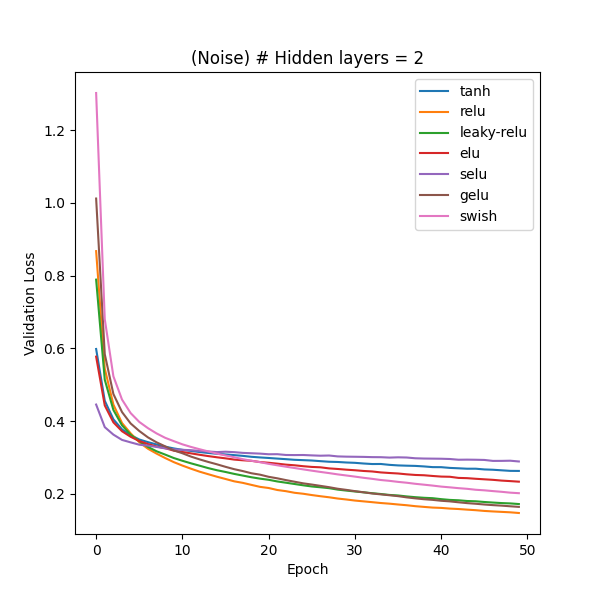 (Noise) # Hidden layers = 2
Validation Loss
1.2
1.0
0.8
0.6
0.4
0.2
0 10 20 30 40 50
Epoch
tanh
relu
leaky-relu
elu
selu
gelu
swish